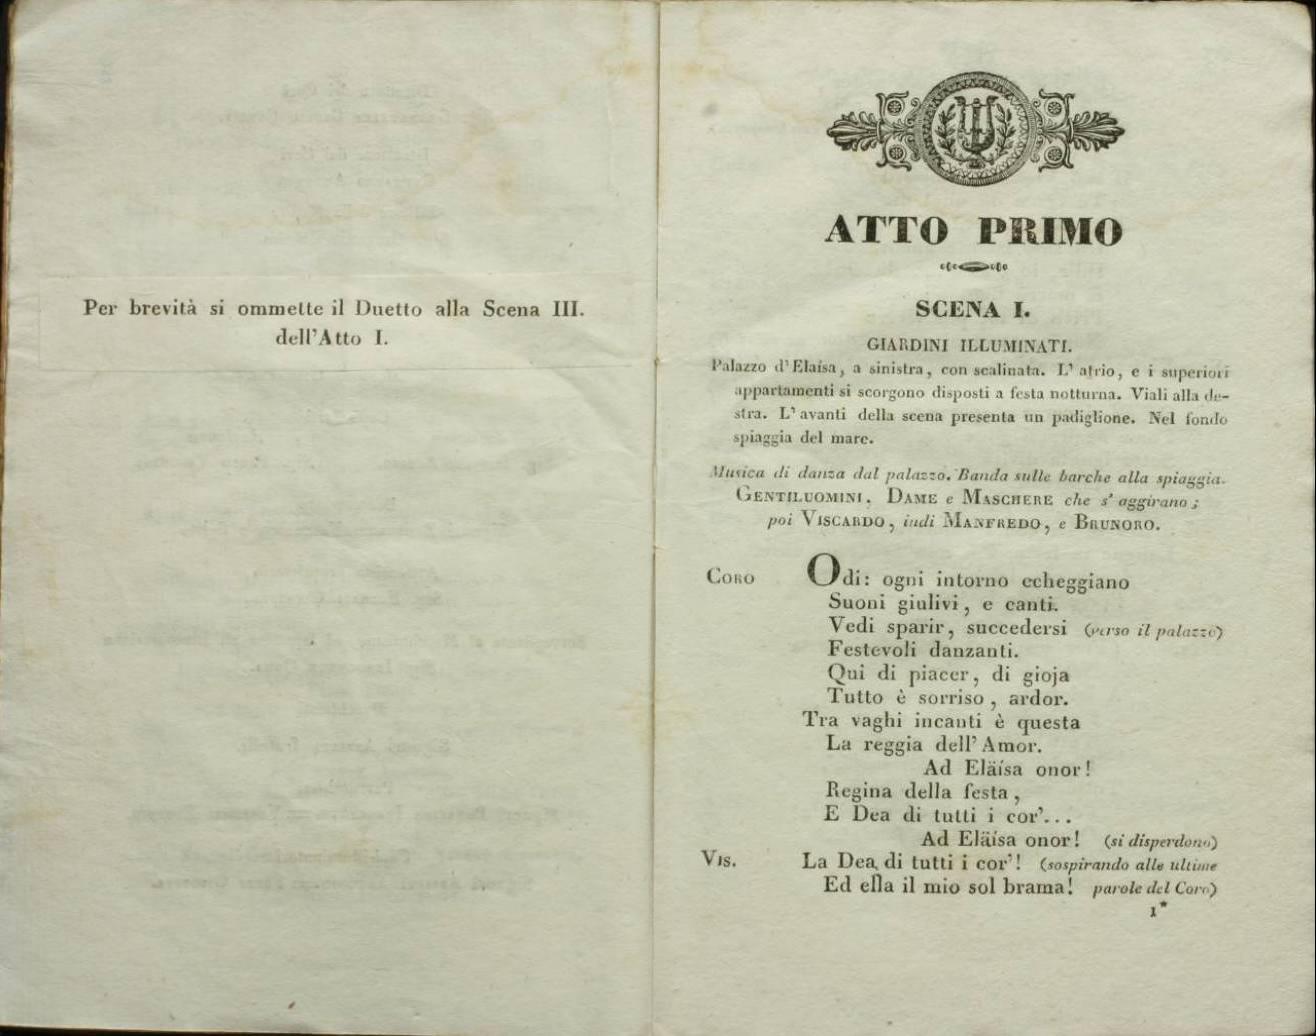 Per brevità si ommette il Duetto alla Scena III.
dell'Atto I.
ATTO PRIMO
SCENA I.
GIARDINI ILLUMINATI.
Palazzo d'Elaísa, a sinistra, con scalinata. L'atrio, e i superiori
appartamenti si scorgono disposti a festa notturna. Viali alla de-
stra. L'avanti della scena presenta un padiglione. Nel fondo
spiaggia del mare.
Musica di danza dal palazzo. Banda sulle barche alla spiaggia.
GENTILUOMINI, DAME e MASCHERE che s'aggirano;
poi VISCARDO, indi MANFREDO, e BRUNORO.
CORO Odi: ogni intorno echeggiano
Suoni giulivi, e canti.
Vedi sparir, succedersi (verso il palazzo)
Festevoli danzanti.
Qui di piacer, di gioja
Tutto è sorriso, ardor.
Tra vaghi incanti è questa
La reggia dell'Amor.
Ad Eläísa onor!
Regina della festa,
E Dea di tutti i cor'...
Ad Eläísa onor! (si disperdono)
VIS. La Dea di tutti i cor'! (sospirando alle ultime
Ed ella il mio sol brama! parole del Coro)
1*